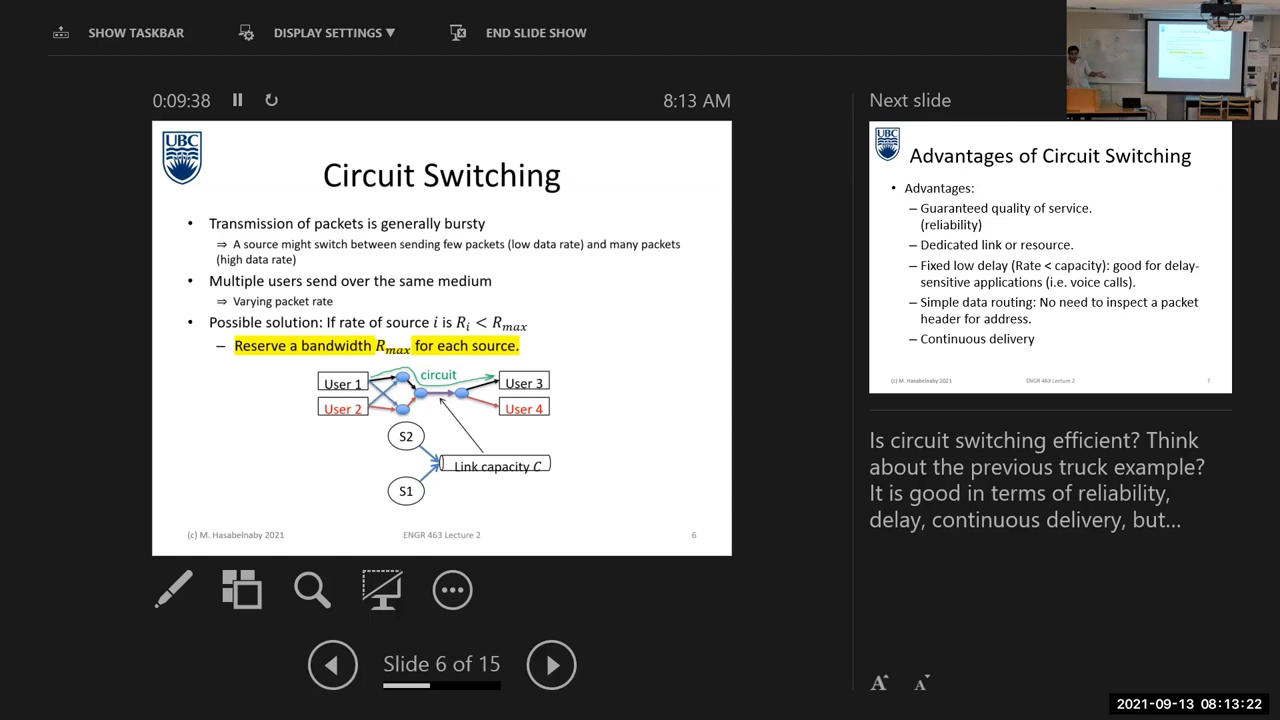 SHOW TASKBAR
DISPLAY SETTINGS ▼
END SLIDE SHOW
0:09:38
8:13 AM
UBC
Circuit Switching
• Transmission of packets is generally bursty
⇒ A source might switch between sending few packets (low data rate) and many packets
(high data rate)
• Multiple users send over the same medium
⇒ Varying packet rate
• Possible solution: If rate of source i is Rᵢ < Rₘₐₓ
– Reserve a bandwidth Rₘₐₓ for each source.
User 1
circuit
User 3
User 2
User 4
S2
Link capacity C
S1
(c) M. Hasabelnaby 2021
ENGR 463 Lecture 2
6
Slide 6 of 15
Next slide
UBC
Advantages of Circuit Switching
• Advantages:
– Guaranteed quality of service.
(reliability)
– Dedicated link or resource.
– Fixed low delay (Rate < capacity): good for delay-
sensitive applications (i.e. voice calls).
– Simple data routing: No need to inspect a packet
header for address.
– Continuous delivery
(c) M. Hasabelnaby 2021
ENGR 463 Lecture 2
7
Is circuit switching efficient? Think
about the previous truck example?
It is good in terms of reliability,
delay, continuous delivery, but...
A A
2021-09-13 08:13:22